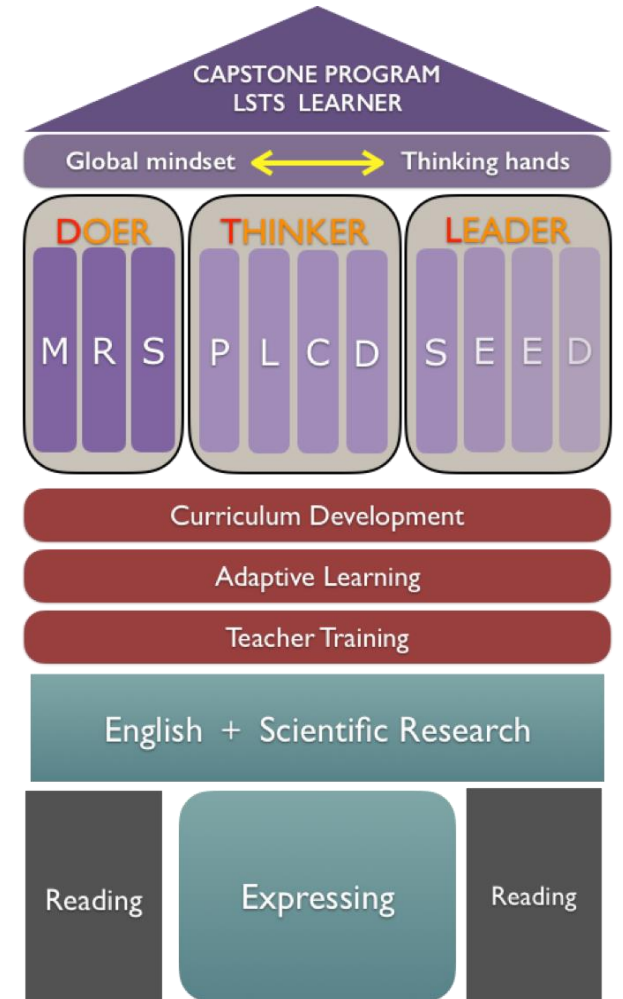 CAPSTONE PROGRAM
LSTS LEARNER
Global mindset Thinking hands
DOER THINKER LEADER
M R S P L C D S E E D
Curriculum Development
Adaptive Learning
Teacher Training
English + Scientific Research
Reading Expressing Reading